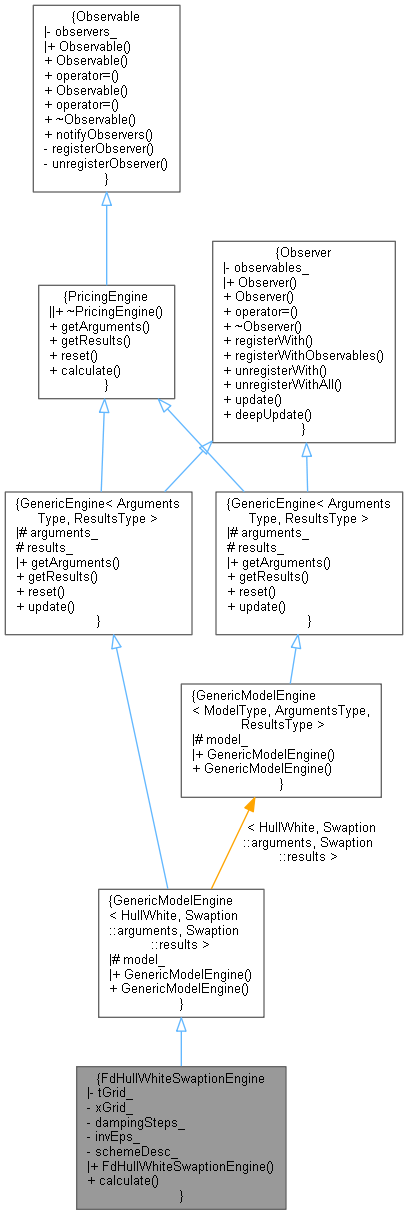 {Observable
|- observers_
|+ Observable()
+ Observable()
+ operator=()
+ Observable()
+ operator=()
+ ~Observable()
+ notifyObservers()
- registerObserver()
- unregisterObserver()
}
{Observer
|- observables_
|+ Observer()
+ Observer()
+ operator=()
+ ~Observer()
+ registerWith()
+ registerWithObservables()
+ unregisterWith()
+ unregisterWithAll()
+ update()
+ deepUpdate()
}
{PricingEngine
||+ ~PricingEngine()
+ getArguments()
+ getResults()
+ reset()
+ calculate()
}
{GenericEngine< Arguments
Type, ResultsType >
|# arguments_
# results_
|+ getArguments()
+ getResults()
+ reset()
+ update()
}
{GenericEngine< Arguments
Type, ResultsType >
|# arguments_
# results_
|+ getArguments()
+ getResults()
+ reset()
+ update()
}
{GenericModelEngine
< ModelType, ArgumentsType,
ResultsType >
|# model_
|+ GenericModelEngine()
+ GenericModelEngine()
}
< HullWhite, Swaption
::arguments, Swaption
::results >
{GenericModelEngine
< HullWhite, Swaption
::arguments, Swaption
::results >
|# model_
|+ GenericModelEngine()
+ GenericModelEngine()
}
{FdHullWhiteSwaptionEngine
|- tGrid_
- xGrid_
- dampingSteps_
- invEps_
- schemeDesc_
|+ FdHullWhiteSwaptionEngine()
+ calculate()
}